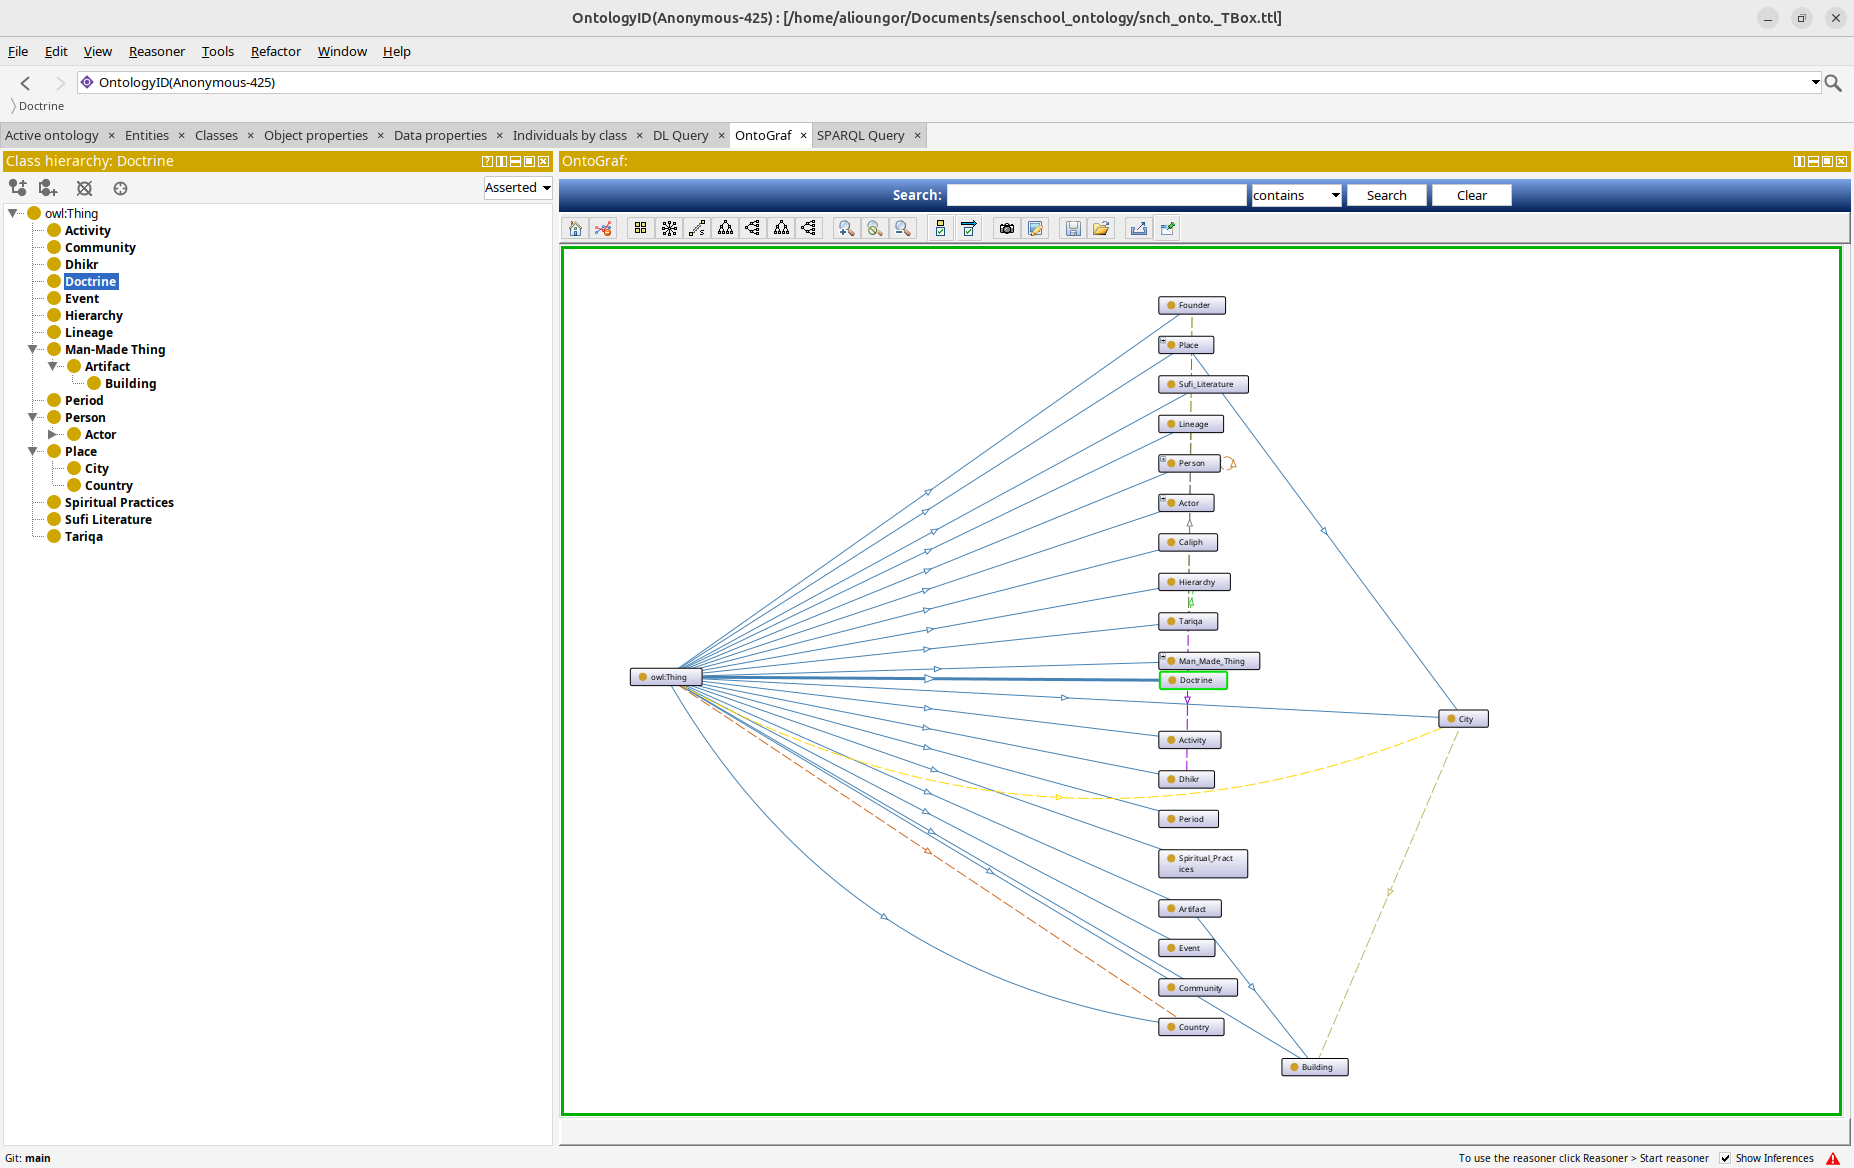 OntologyID(Anonymous-425) : [/home/alioungor/Documents/senschool_ontology/snch_onto._TBox.ttl]
File Edit View Reasoner Tools Refactor Window Help
OntologyID(Anonymous-425)
Doctrine
Active ontology × Entities × Classes × Object properties × Data properties × Individuals by class × DL Query × OntoGraf × SPARQL Query ×
Class hierarchy: Doctrine
Asserted
owl:Thing
Activity
Community
Dhikr
Doctrine
Event
Hierarchy
Lineage
Man-Made Thing
Artifact
Building
Period
Person
Actor
Place
City
Country
Spiritual Practices
Sufi Literature
Tariqa
OntoGraf:
Search: contains Search Clear
Founder
Place
Sufi_Literature
Lineage
Person
Actor
Caliph
Hierarchy
Tariqa
Man_Made_Thing
owl:Thing
Doctrine
City
Activity
Dhikr
Period
Spiritual_Pract
ices
Artifact
Event
Community
Country
Building
Git: main
To use the reasoner click Reasoner > Start reasoner Show Inferences